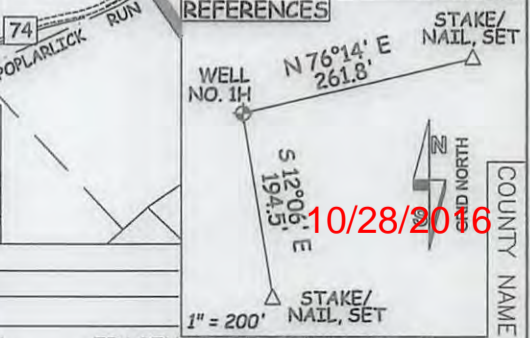 REFERENCES
74
POPLARLICK RUN
WELL
NO. 1H
N 76°14' E
261.8'
STAKE/
NAIL, SET
S 12°06' E
194.5'
N
GRID NORTH
10/28/2016
COUNTY NAME
STAKE/
NAIL, SET
1" = 200'